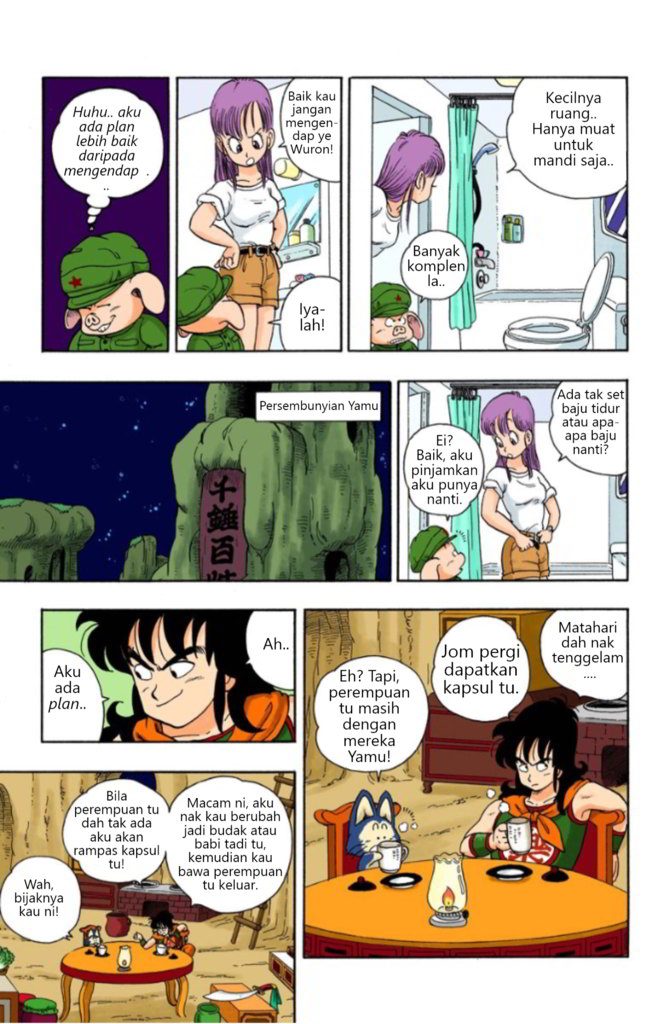 Kecilnya
ruang..
Hanya muat
untuk
mandi saja..
Banyak
komplen
la..
Baik kau
jangan
mengen-
dap ye
Wuron!
Iya-
lah!
Huhu.. aku
ada plan
lebih baik
daripada
mengendap .
..
Ada tak set
baju tidur
atau apa-
apa baju
nanti?
Ei?
Baik, aku
pinjamkan
aku punya
nanti.
Persembunyian Yamu
千錘百
Matahari
dah nak
tenggelam
....
Jom pergi
dapatkan
kapsul tu.
Eh? Tapi,
perempuan
tu masih
dengan
mereka
Yamu!
Ah..
Aku
ada
plan..
Macam ni, aku
nak kau berubah
jadi budak atau
babi tadi tu,
kemudian kau
bawa perempuan
tu keluar.
Bila
perempuan tu
dah tak ada
aku akan
rampas kapsul
tu!
Wah,
bijaknya
kau ni!